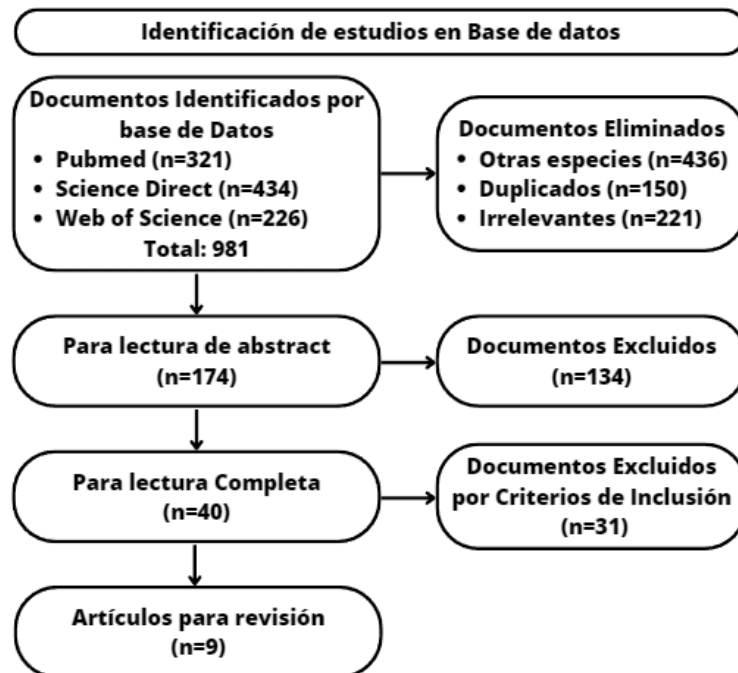 Identificación de estudios en Base de datos
Documentos Identificados por
base de Datos
• Pubmed (n=321)
• Science Direct (n=434)
• Web of Science (n=226)
Total: 981
Documentos Eliminados
• Otras especies (n=436)
• Duplicados (n=150)
• Irrelevantes (n=221)
Para lectura de abstract
(n=174)
Documentos Excluidos
(n=134)
Para lectura Completa
(n=40)
Documentos Excluidos
por Criterios de Inclusión
(n=31)
Artículos para revisión
(n=9)